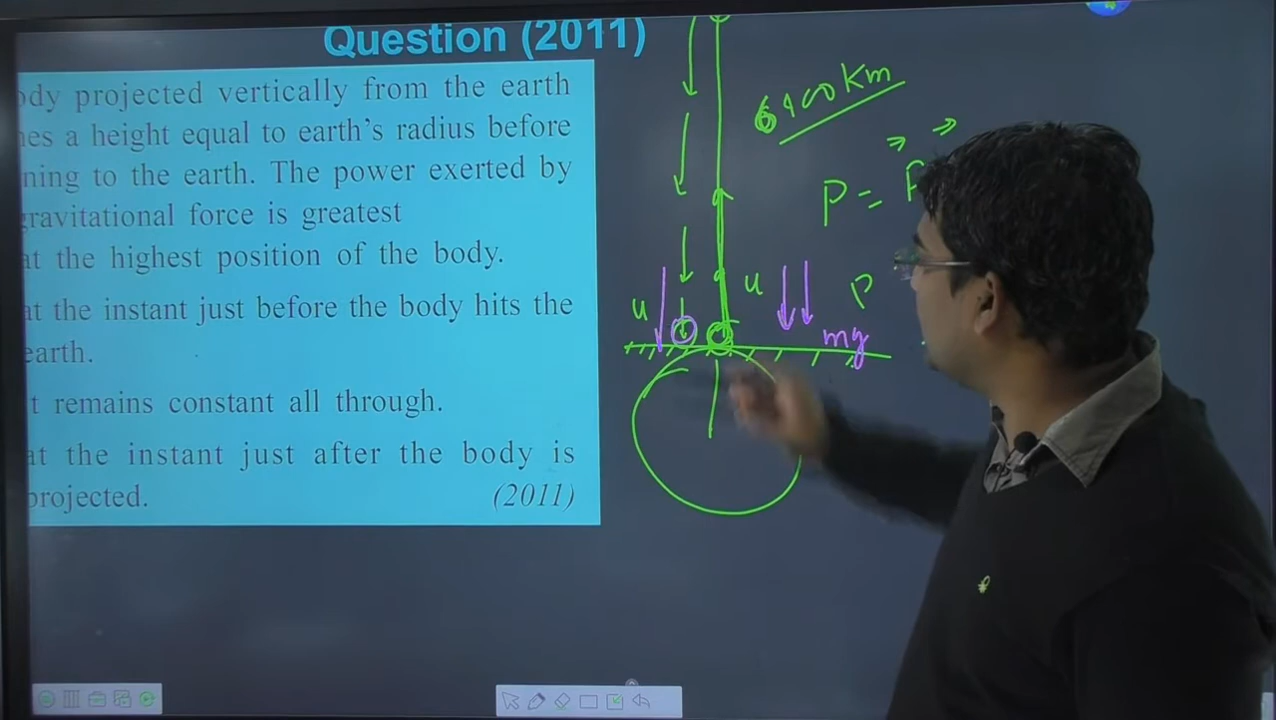 Question (2011)
ody projected vertically from the earth
hes a height equal to earth's radius before
ning to the earth. The power exerted by
gravitational force is greatest
at the highest position of the body.
at the instant just before the body hits the
earth.
t remains constant all through.
at the instant just after the body is
projected.
(2011)
6400 Km
P = F
P
u
u
mg